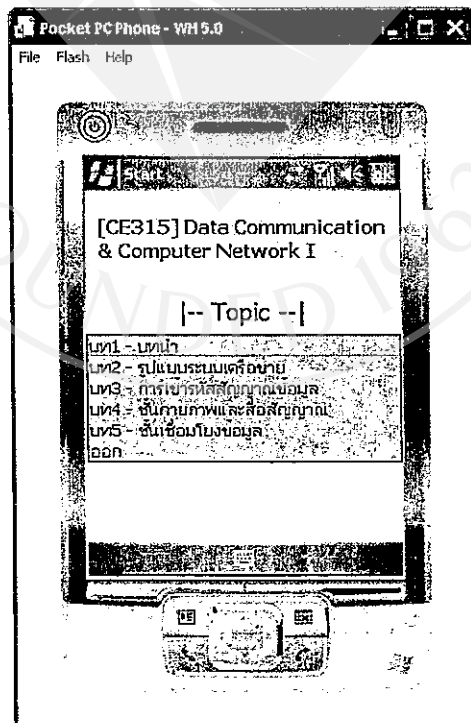 Pocket PC Phone - WM 5.0
File Flash Help
Start
[CE315] Data Communication
& Computer Network I
|-- Topic --|
บท1 - บทนำ
บท2 - รูปแบบระบบเครือข่าย
บท3 - การเข้ารหัสสัญญาณข้อมูล
บท4 - ชั้นกายภาพและสื่อสัญญาณ
บท5 - ชั้นเชื่อมโยงข้อมูล
ออก